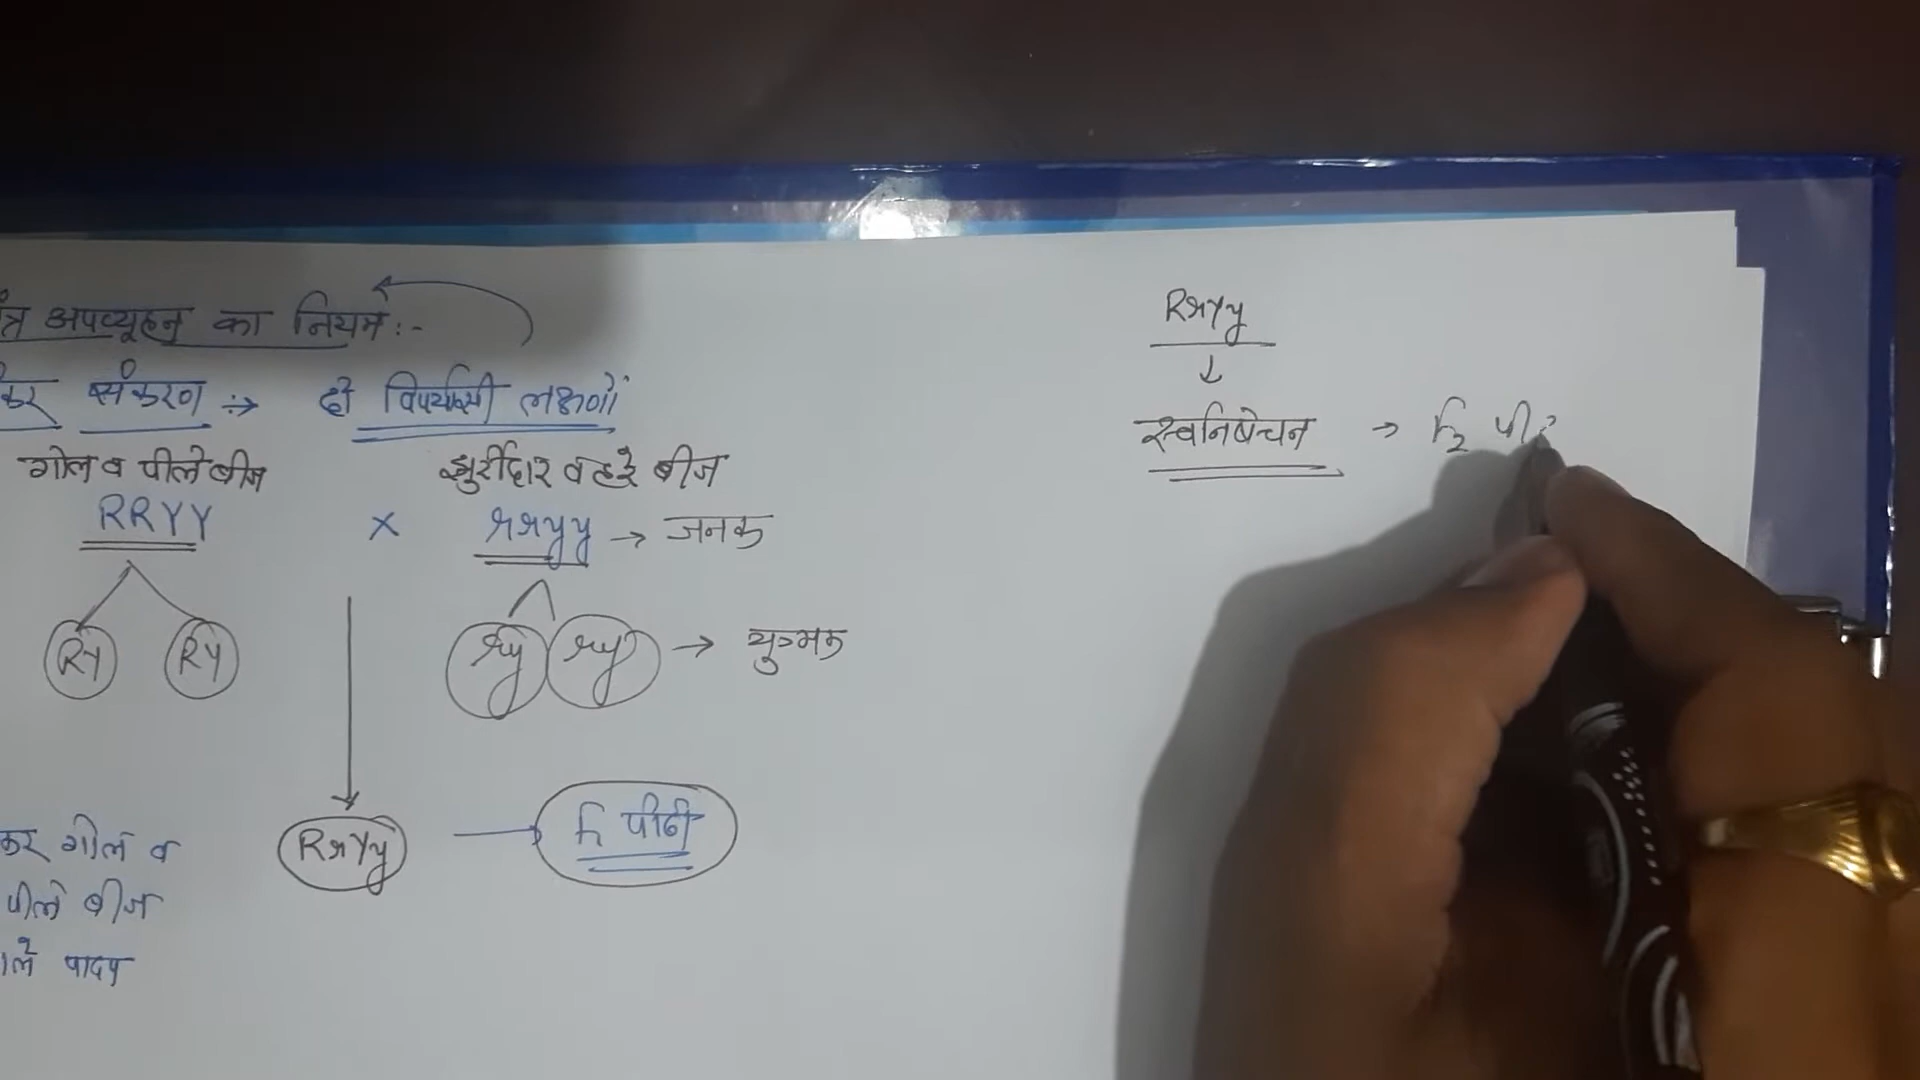 अपव्यूहन का नियम :-
संकरण :→ दो विपर्यासी लक्षणों
गोल व पीले बीज झुर्रीदार व हरे बीज
RRYY × rryy → जनक
RY RY ry ry → युग्मक
RrYy → F1 पीढी
गोल व
पीले बीज
पादप
RrYy
↓
स्वनिषेचन → F2 पी